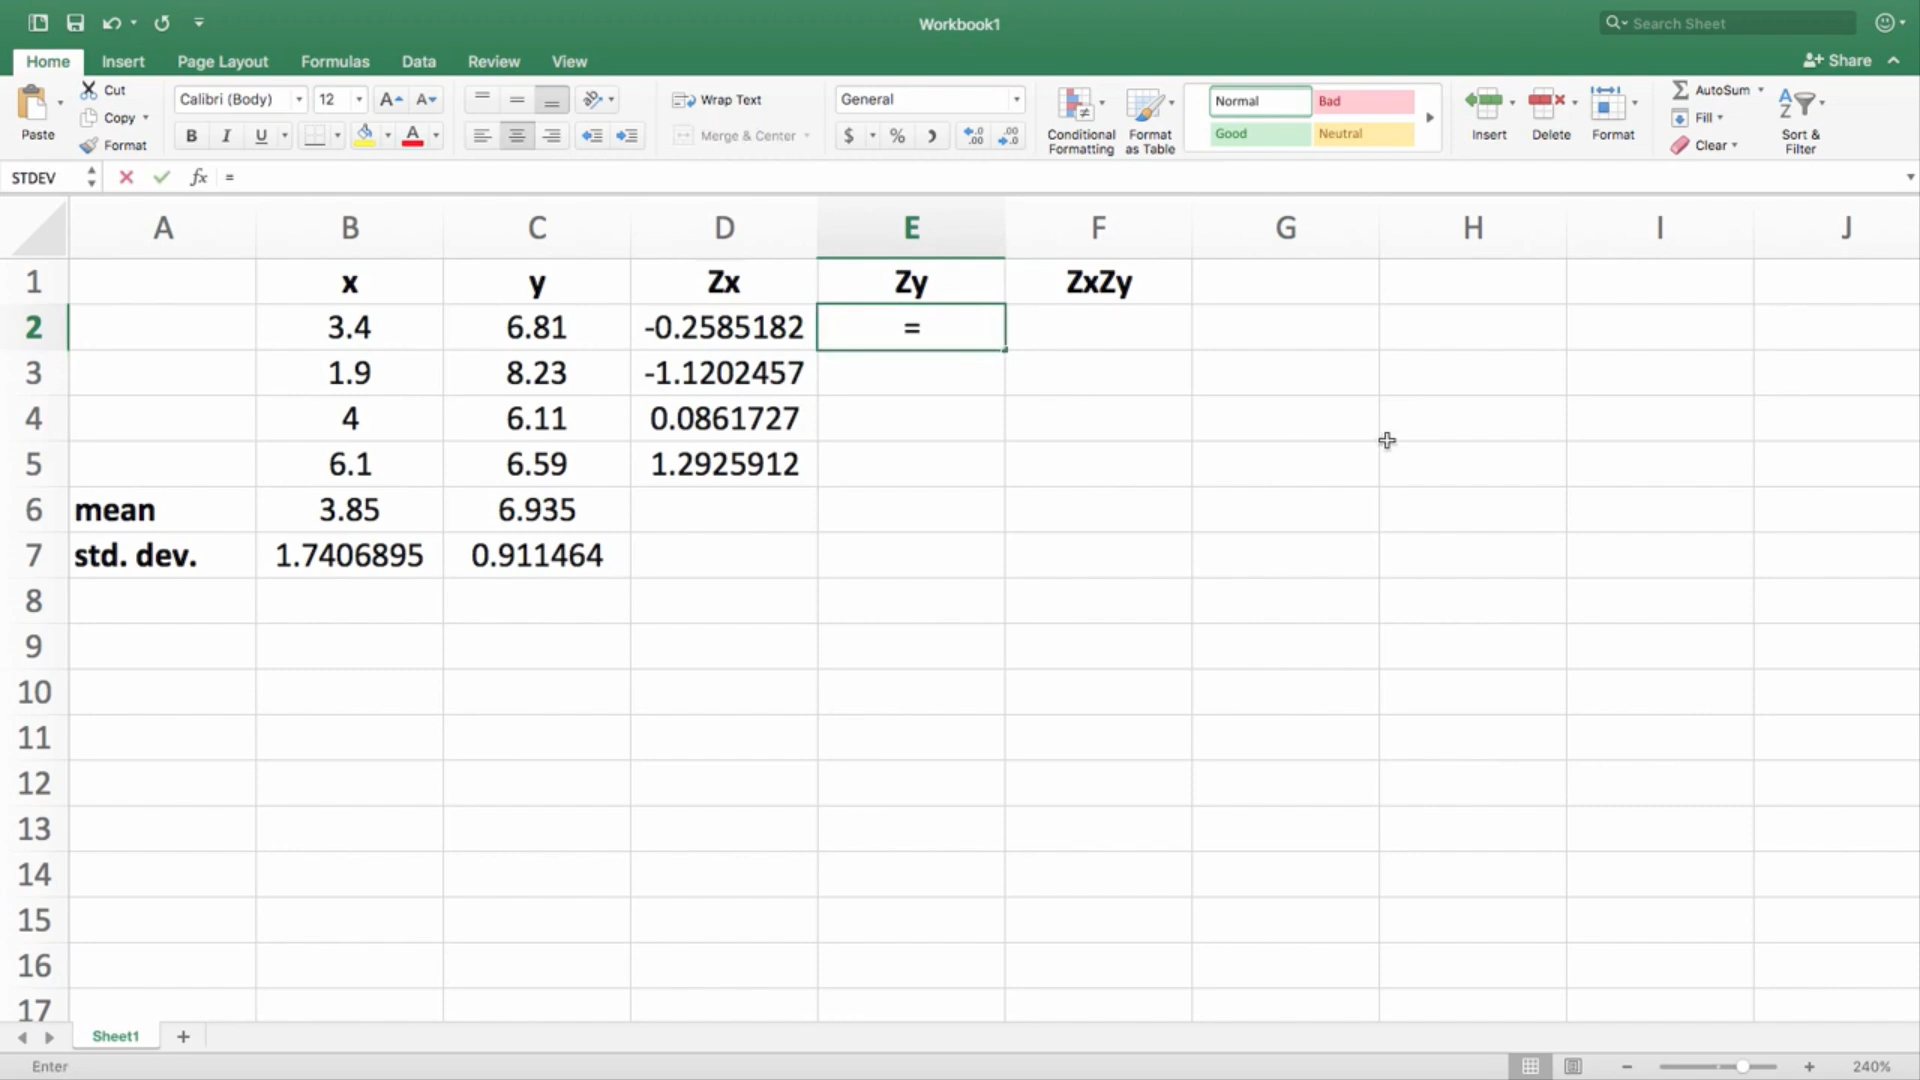 Workbook1
Search Sheet
Home Insert Page Layout Formulas Data Review View
Share
Paste
Cut
Copy
Format
Calibri (Body) 12
B I U
Wrap Text
Merge & Center
General
$ %
Conditional Formatting
Format as Table
Normal Bad
Good Neutral
Insert Delete Format
AutoSum
Fill
Clear
Sort & Filter
STDEV fx =
A B C D E F G H I J
1 x y Zx Zy ZxZy
2 3.4 6.81 -0.2585182 =
3 1.9 8.23 -1.1202457
4 4 6.11 0.0861727
5 6.1 6.59 1.2925912
6 mean 3.85 6.935
7 std. dev. 1.7406895 0.911464
8
9
10
11
12
13
14
15
16
17
Sheet1
Enter 240%